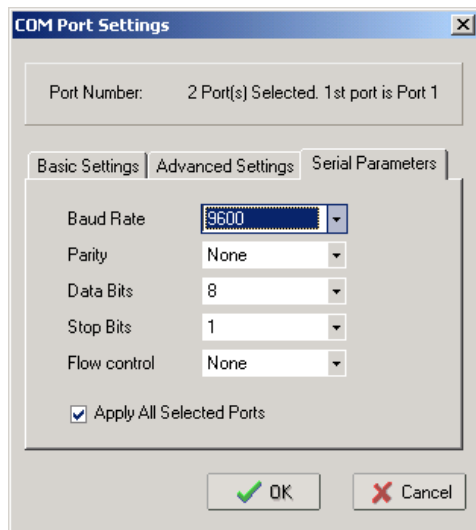 COM Port Settings
Port Number: 2 Port(s) Selected. 1st port is Port 1
Basic Settings Advanced Settings Serial Parameters
Baud Rate 9600
Parity None
Data Bits 8
Stop Bits 1
Flow control None
Apply All Selected Ports
OK Cancel